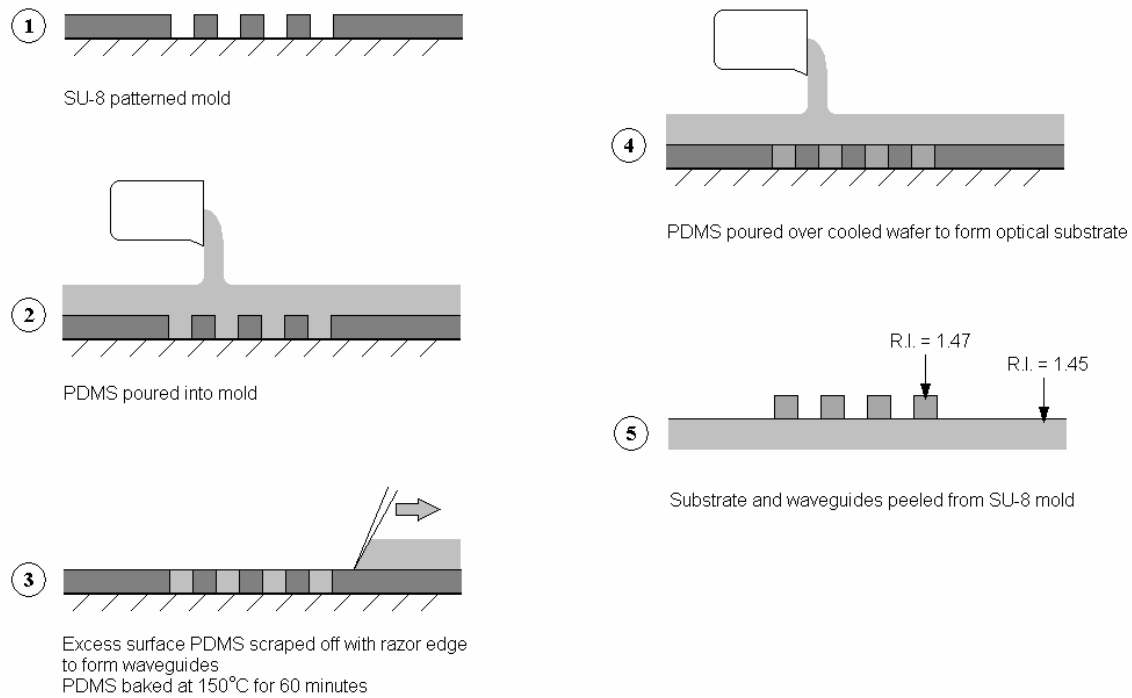 1
SU-8 patterned mold
2
PDMS poured into mold
3
Excess surface PDMS scraped off with razor edge
to form waveguides
PDMS baked at 150°C for 60 minutes
4
PDMS poured over cooled wafer to form optical substrate
R.I. = 1.47
R.I. = 1.45
5
Substrate and waveguides peeled from SU-8 mold